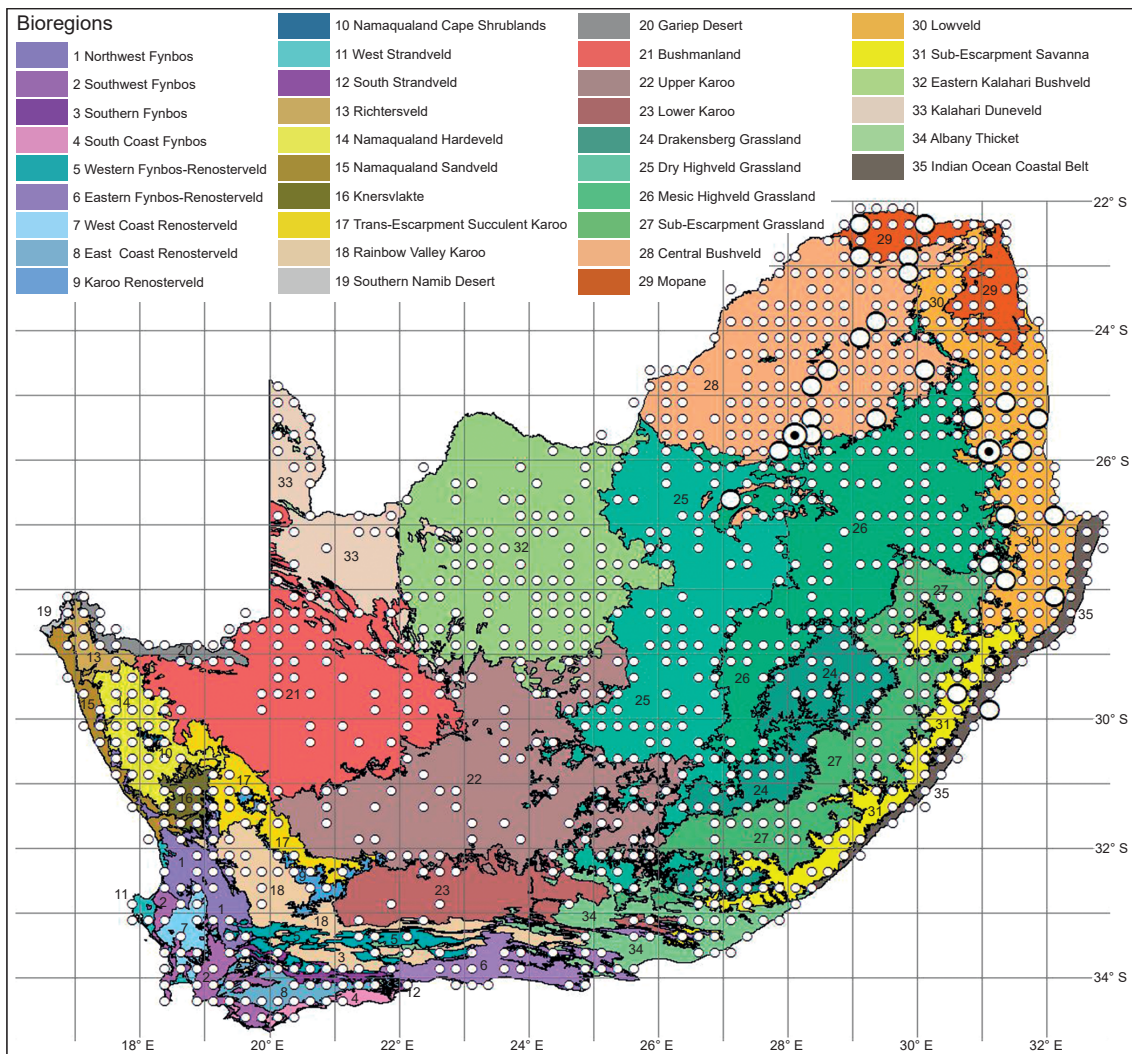 Bioregions
1 Northwest Fynbos
2 Southwest Fynbos
3 Southern Fynbos
4 South Coast Fynbos
5 Western Fynbos-Renosterveld
6 Eastern Fynbos-Renosterveld
7 West Coast Renosterveld
8 East Coast Renosterveld
9 Karoo Renosterveld
10 Namaqualand Cape Shrublands
11 West Strandveld
12 South Strandveld
13 Richtersveld
14 Namaqualand Hardeveld
15 Namaqualand Sandveld
16 Knersvlakte
17 Trans-Escarpment Succulent Karoo
18 Rainbow Valley Karoo
19 Southern Namib Desert
20 Gariep Desert
21 Bushmanland
22 Upper Karoo
23 Lower Karoo
24 Drakensberg Grassland
25 Dry Highveld Grassland
26 Mesic Highveld Grassland
27 Sub-Escarpment Grassland
28 Central Bushveld
29 Mopane
30 Lowveld
31 Sub-Escarpment Savanna
32 Eastern Kalahari Bushveld
33 Kalahari Duneveld
34 Albany Thicket
35 Indian Ocean Coastal Belt
22° S
29
29
30
24° S
28
26° S
33
25
26
32
33
30
27
19
35
20
13
24
21
26
25
15
14
30° S
31
10
22
27
17
16
24
35
31
17
27
32° S
1
9
18
23
11
2
1
18
34
7
5
34
3
6
2
34° S
8
4
12
18° E
20° E
22° E
24° E
26° E
28° E
30° E
32° E